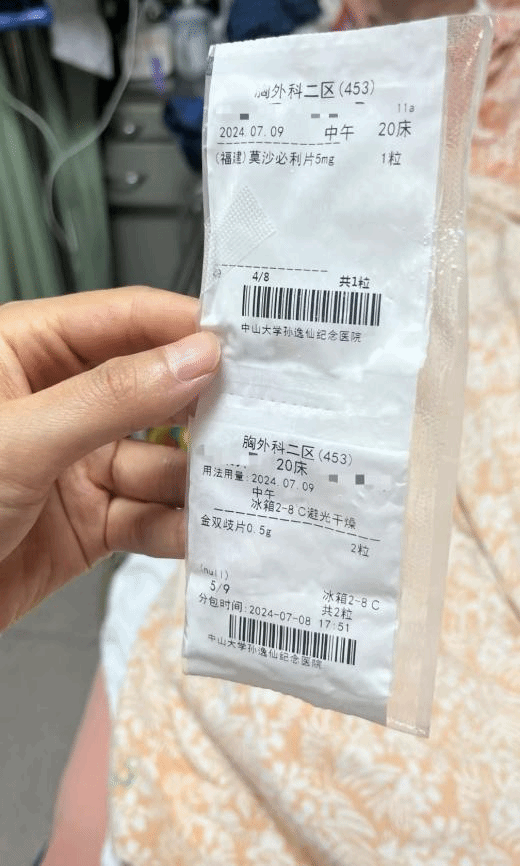 胸外科二区(453)
11a
2024.07.09 中午 20床
(福建)莫沙必利片5mg 1粒
4/8 共1粒
中山大学孙逸仙纪念医院
胸外科二区(453)
20床
用法用量:2024.07.09
中午
冰箱2-8℃避光干燥
金双歧片0.5g
2粒
(null)
5/9 冰箱2-8 C
共2粒
分包时间:2024-07-08 17:51
中山大学孙逸仙纪念医院